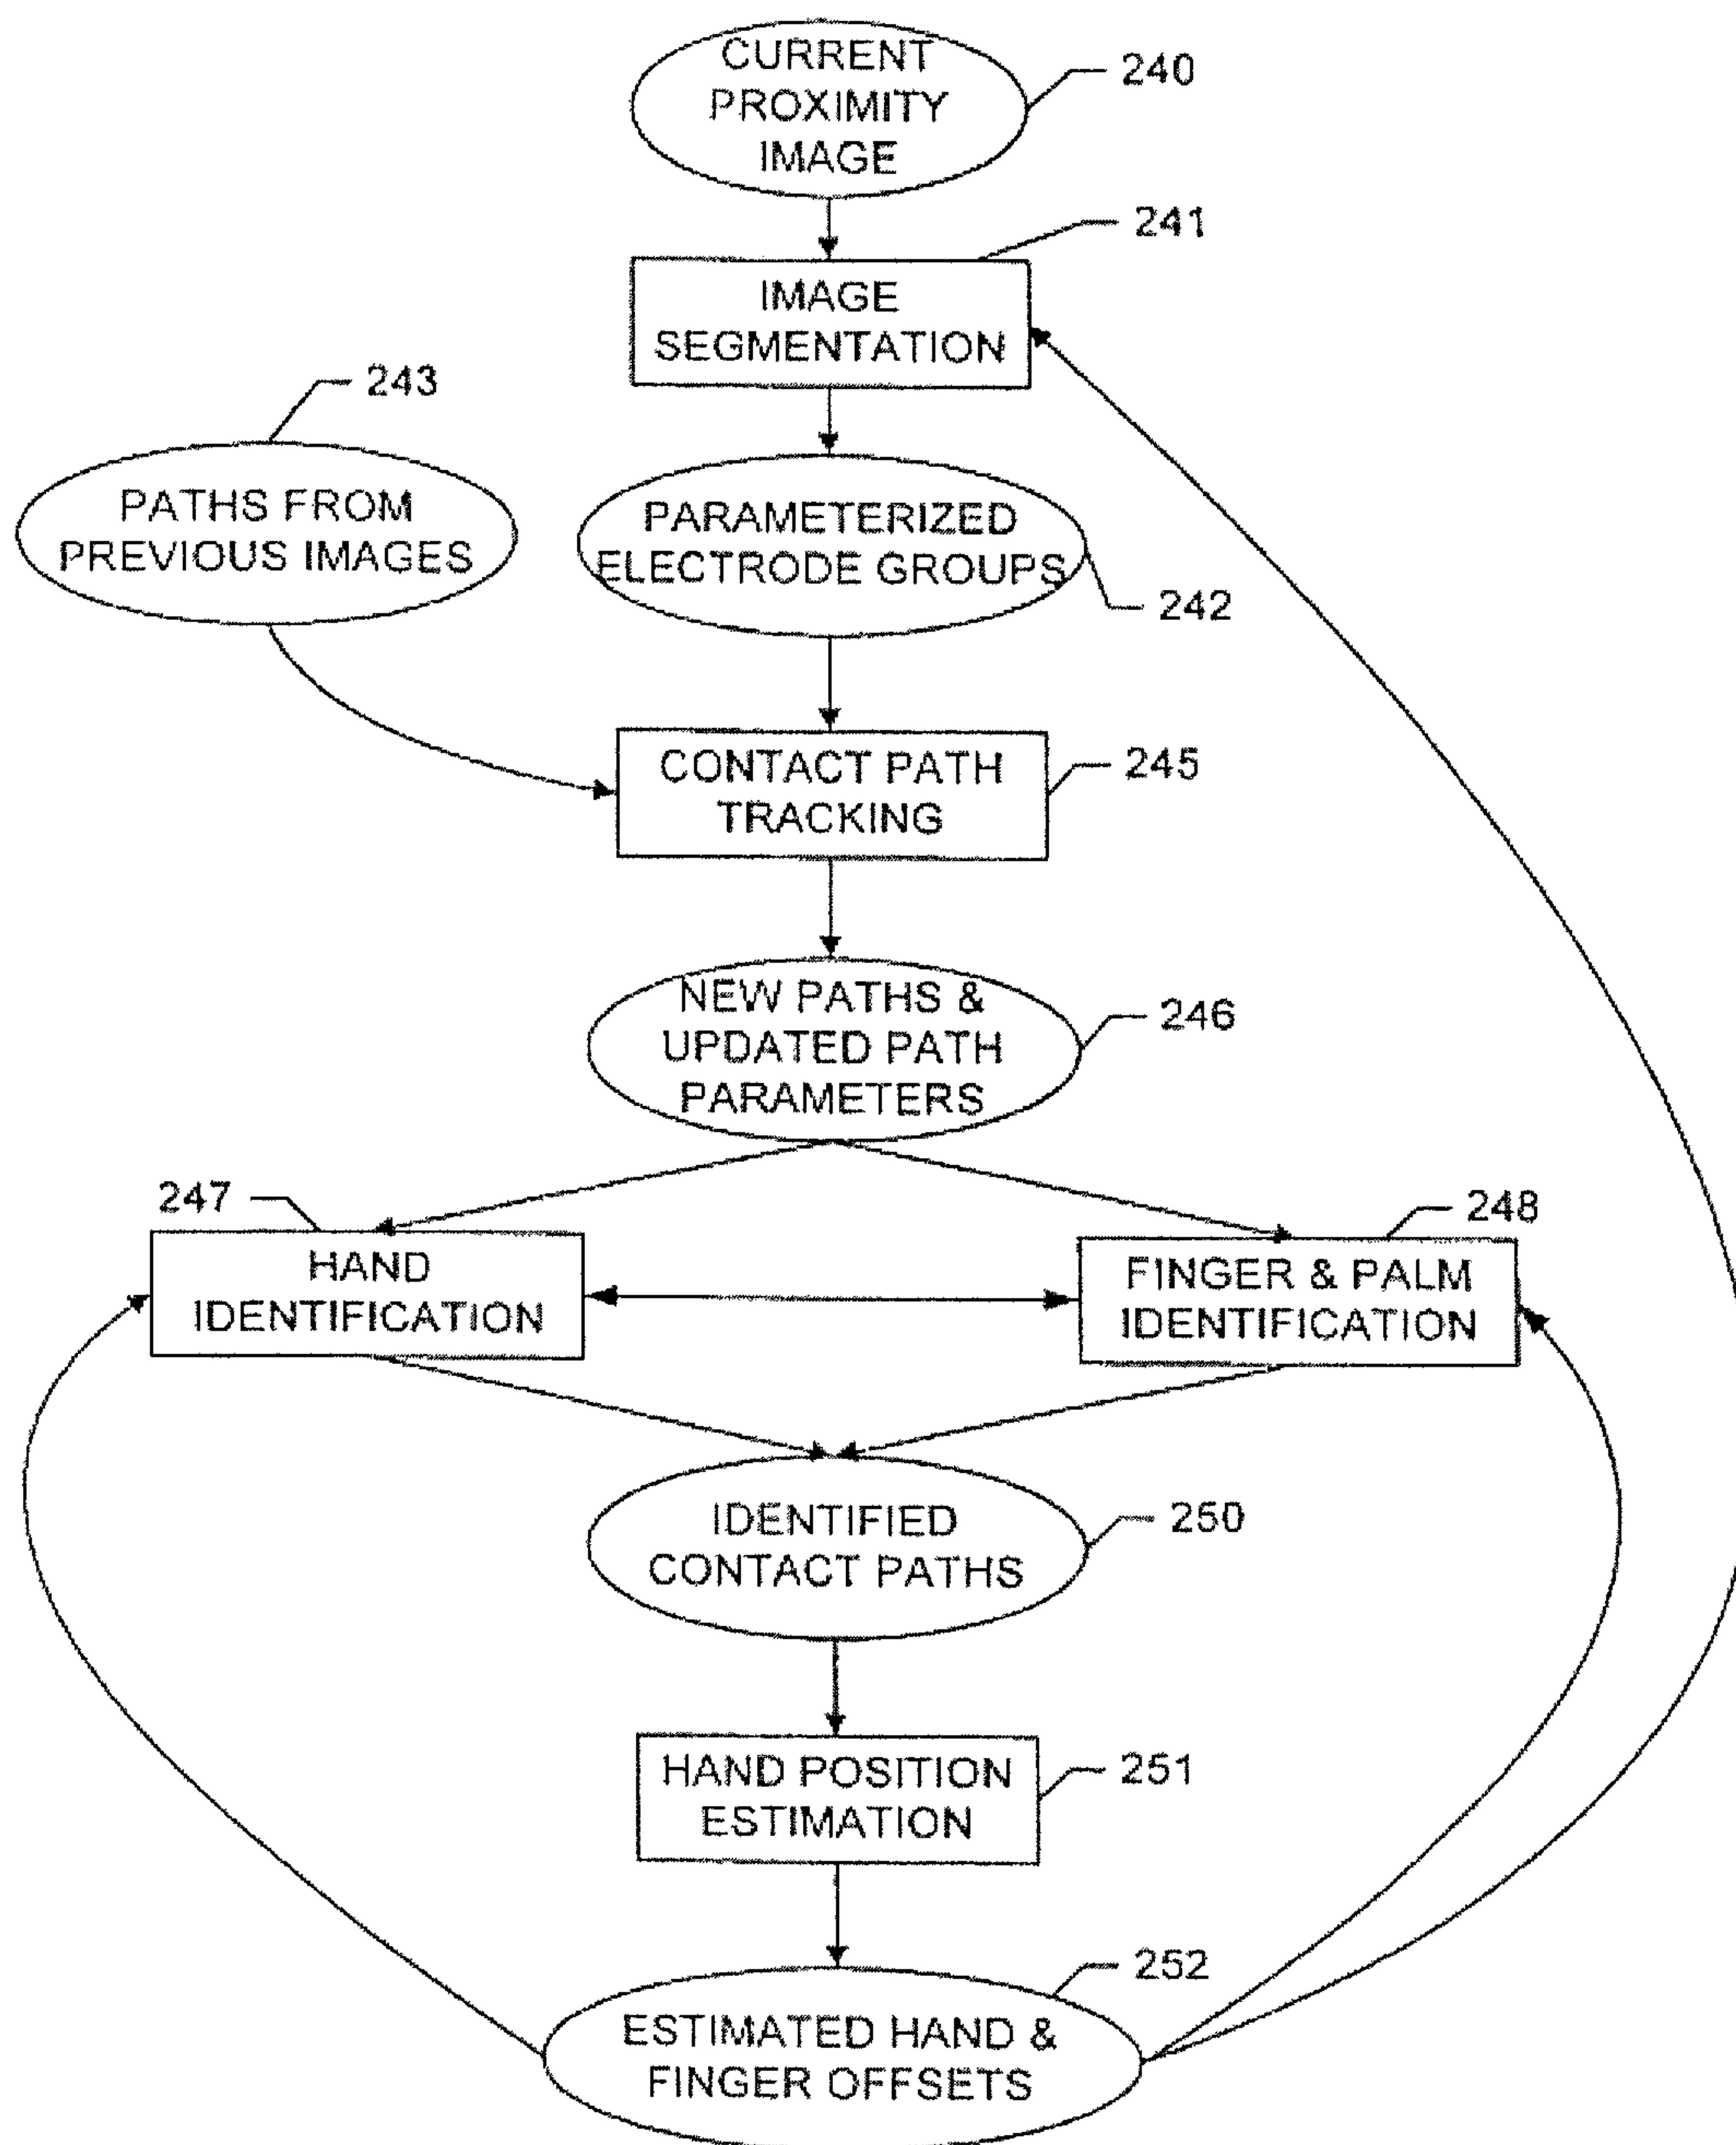 CURRENT
PROXIMITY
IMAGE
240
241
IMAGE
SEGMENTATION
243
PATHS FROM
PREVIOUS IMAGES
PARAMETERIZED
ELECTRODE GROUPS
242
CONTACT PATH
TRACKING
245
NEW PATHS &
UPDATED PATH
PARAMETERS
246
247
HAND
IDENTIFICATION
248
FINGER & PALM
IDENTIFICATION
IDENTIFIED
CONTACT PATHS
250
HAND POSITION
ESTIMATION
251
252
ESTIMATED HAND &
FINGER OFFSETS